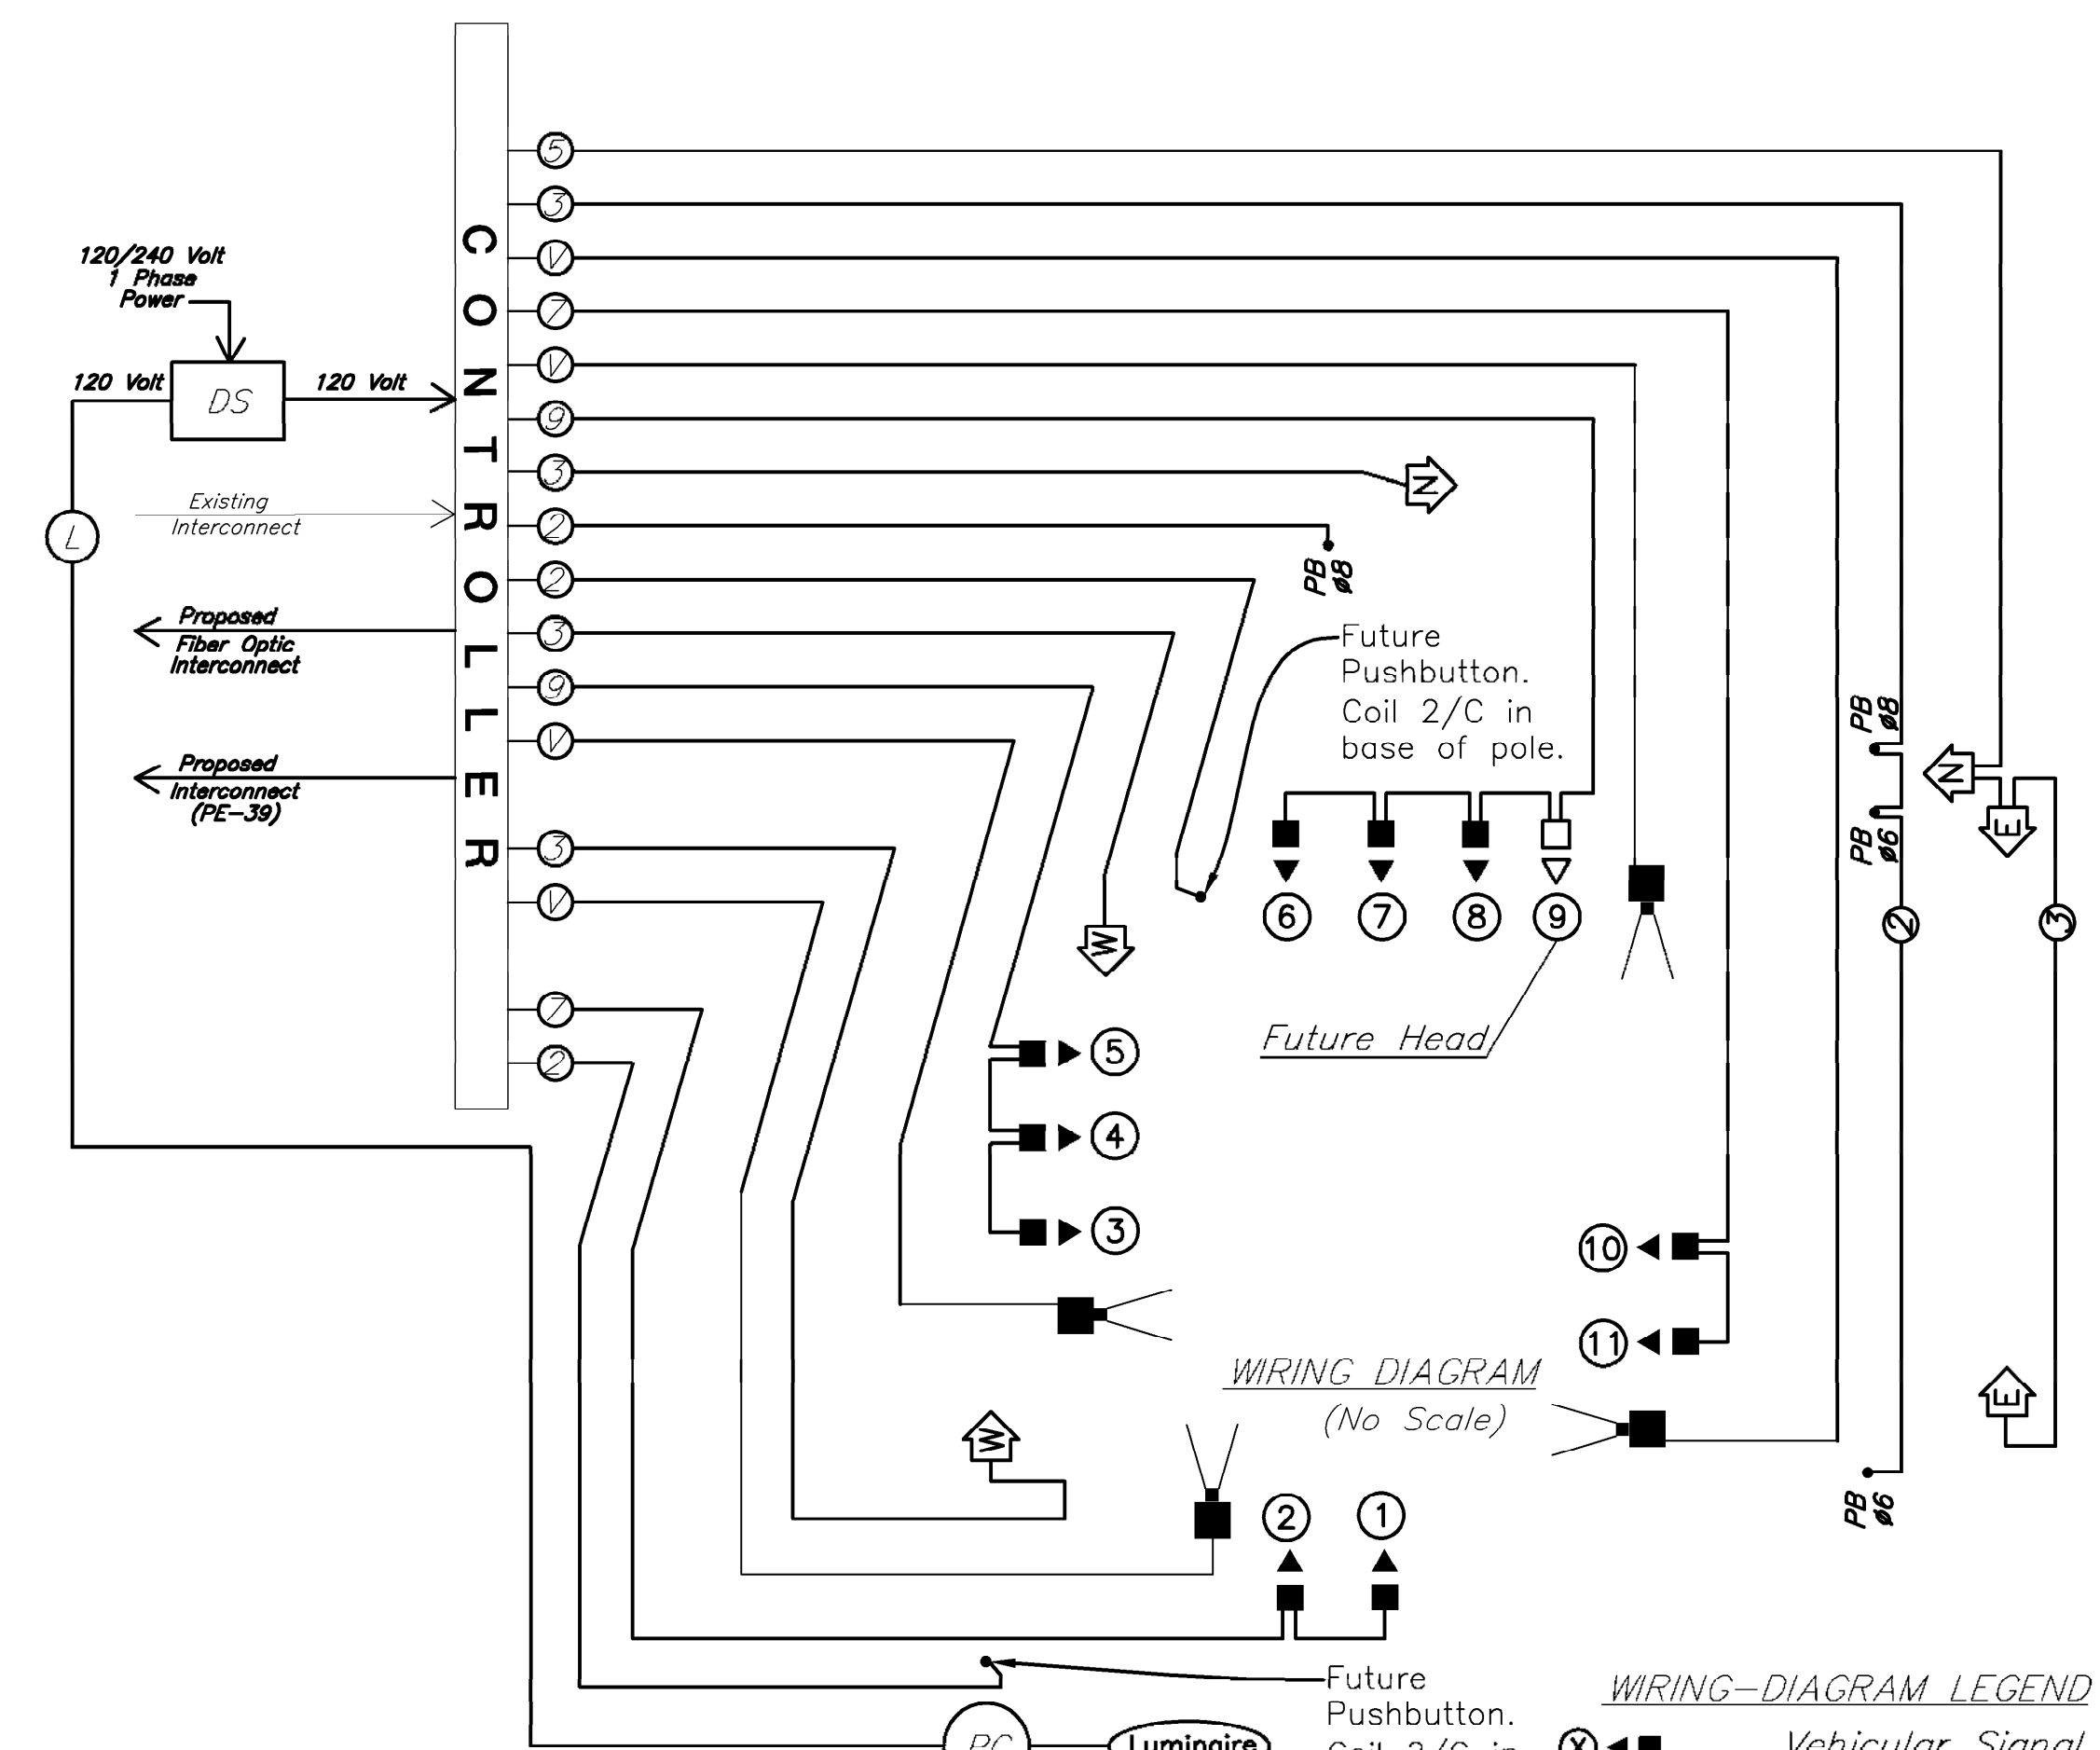 5
3
V
120/240 Volt
1 Phase
Power
7
V
120 Volt
DS
120 Volt
9
3
N
Existing
Interconnect
2
L
PB
ø8
2
Proposed
Fiber Optic
Interconnect
3
Future
Pushbutton.
Coil 2/C in
base of pole.
9
V
PB
ø8
Proposed
Interconnect
(PE-39)
N
E
PB
ø6
CONTROLLER
3
V
6
7
8
9
2
3
W
7
Future Head
5
2
4
3
10
11
WIRING DIAGRAM
(No Scale)
E
W
PB
ø6
2
1
Future
Pushbutton.
Coil 2/C in
WIRING-DIAGRAM LEGEND
PC
Luminaire
X
Vehicular Signal